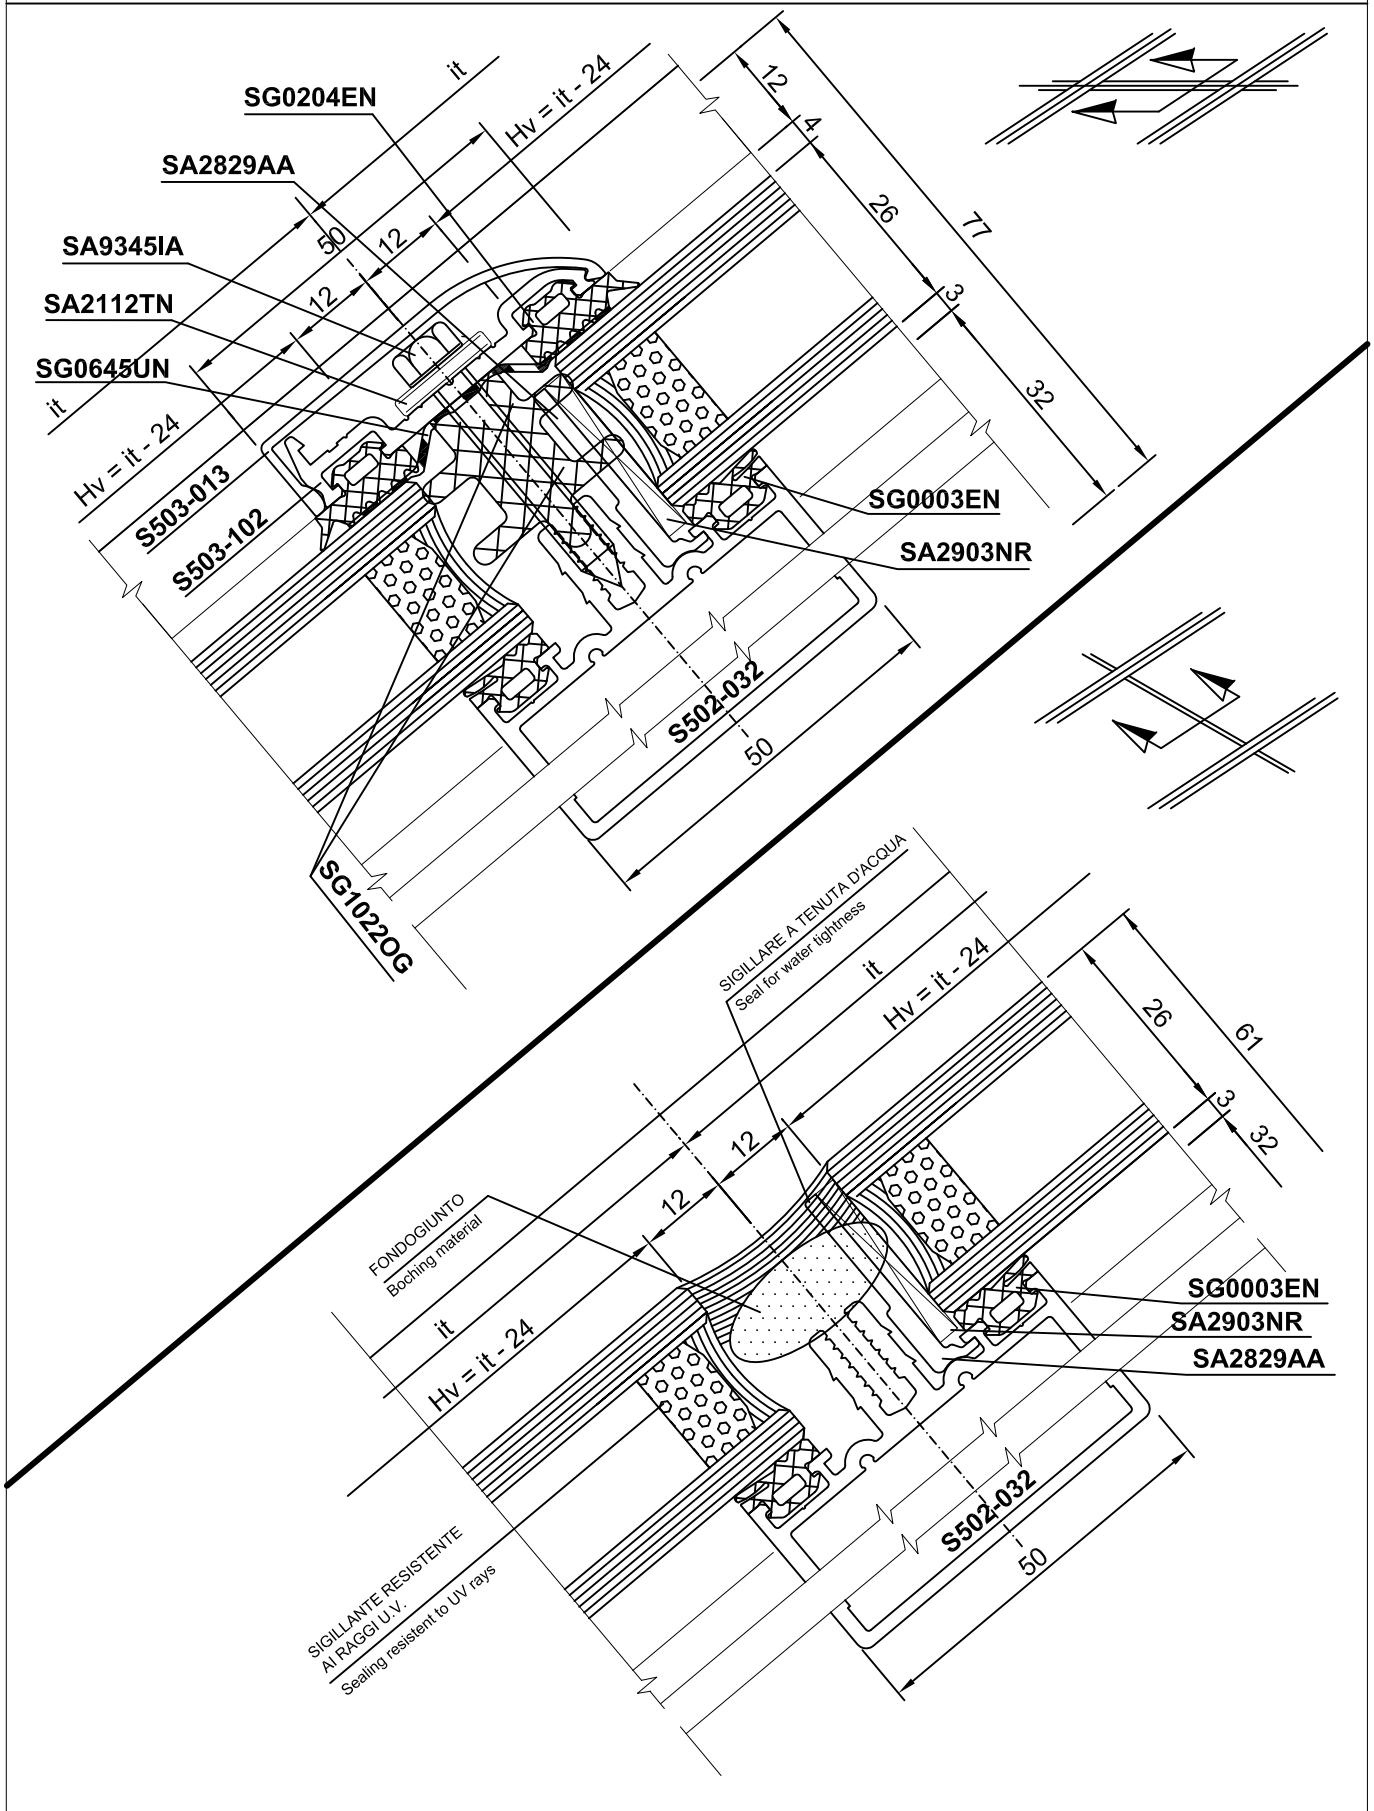 it
SG0204EN
Hv = it - 24
12
4
SA2829AA
26
77
50
12
SA9345IA
12
3
SA2112TN
SG0645UN
32
it
Hv = it - 24
S503-013
S503-102
SG0003EN
SA2903NR
S502-032
50
SG1022OG
SIGILLARE A TENUTA D'ACQUA
Seal for water tightness
it
Hv = it - 24
26
61
3
32
12
12
FONDOGIUNTO
Boching material
it
Hv = it - 24
SG0003EN
SA2903NR
SA2829AA
S502-032
50
SIGILLANTE RESISTENTE
AI RAGGI U.V.
Sealing resistent to UV rays